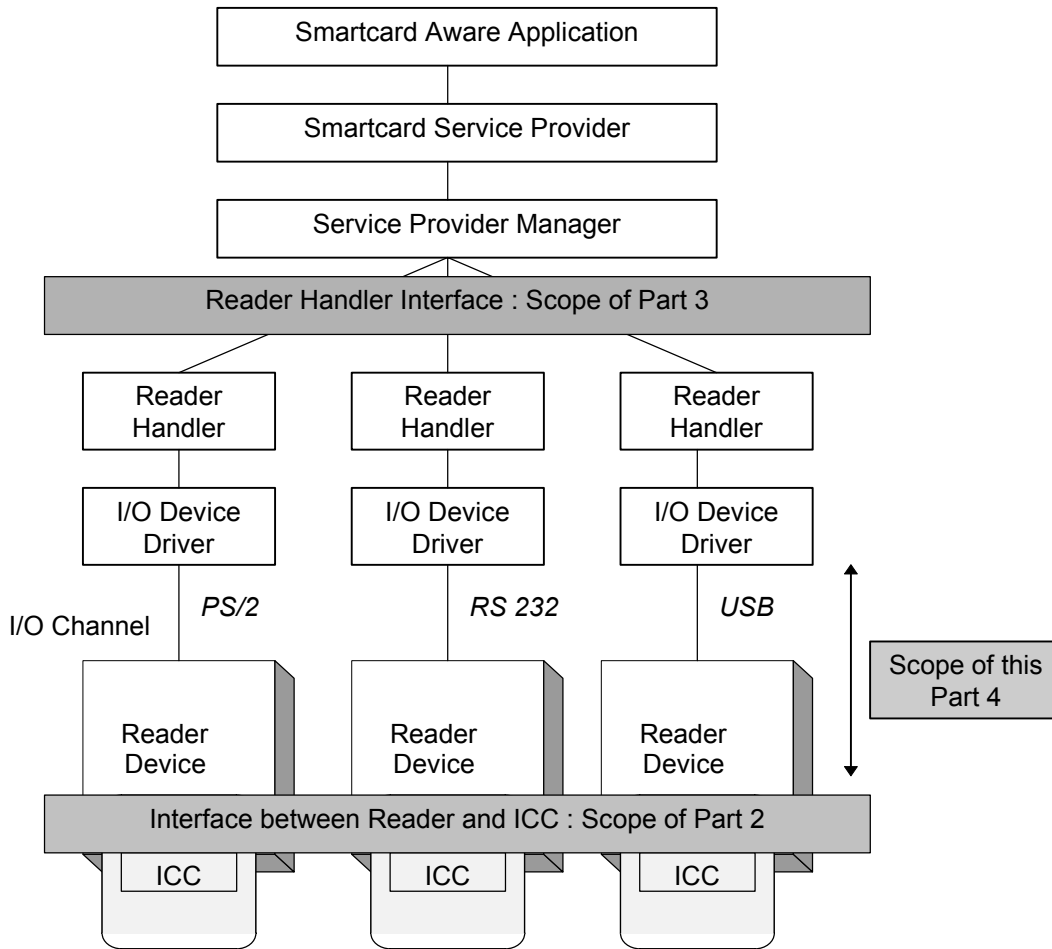 Smartcard Aware Application
Smartcard Service Provider
Service Provider Manager
Reader Handler Interface : Scope of Part 3
Reader
Handler
Reader
Handler
Reader
Handler
I/O Device
Driver
I/O Device
Driver
I/O Device
Driver
I/O Channel
PS/2
RS 232
USB
Scope of this
Part 4
Reader
Device
Reader
Device
Reader
Device
Interface between Reader and ICC : Scope of Part 2
ICC
ICC
ICC